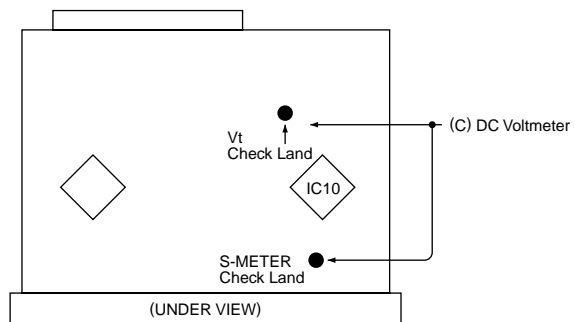 (C) DC Voltmeter
Vt
Check Land
IC10
S-METER
Check Land
(UNDER VIEW)